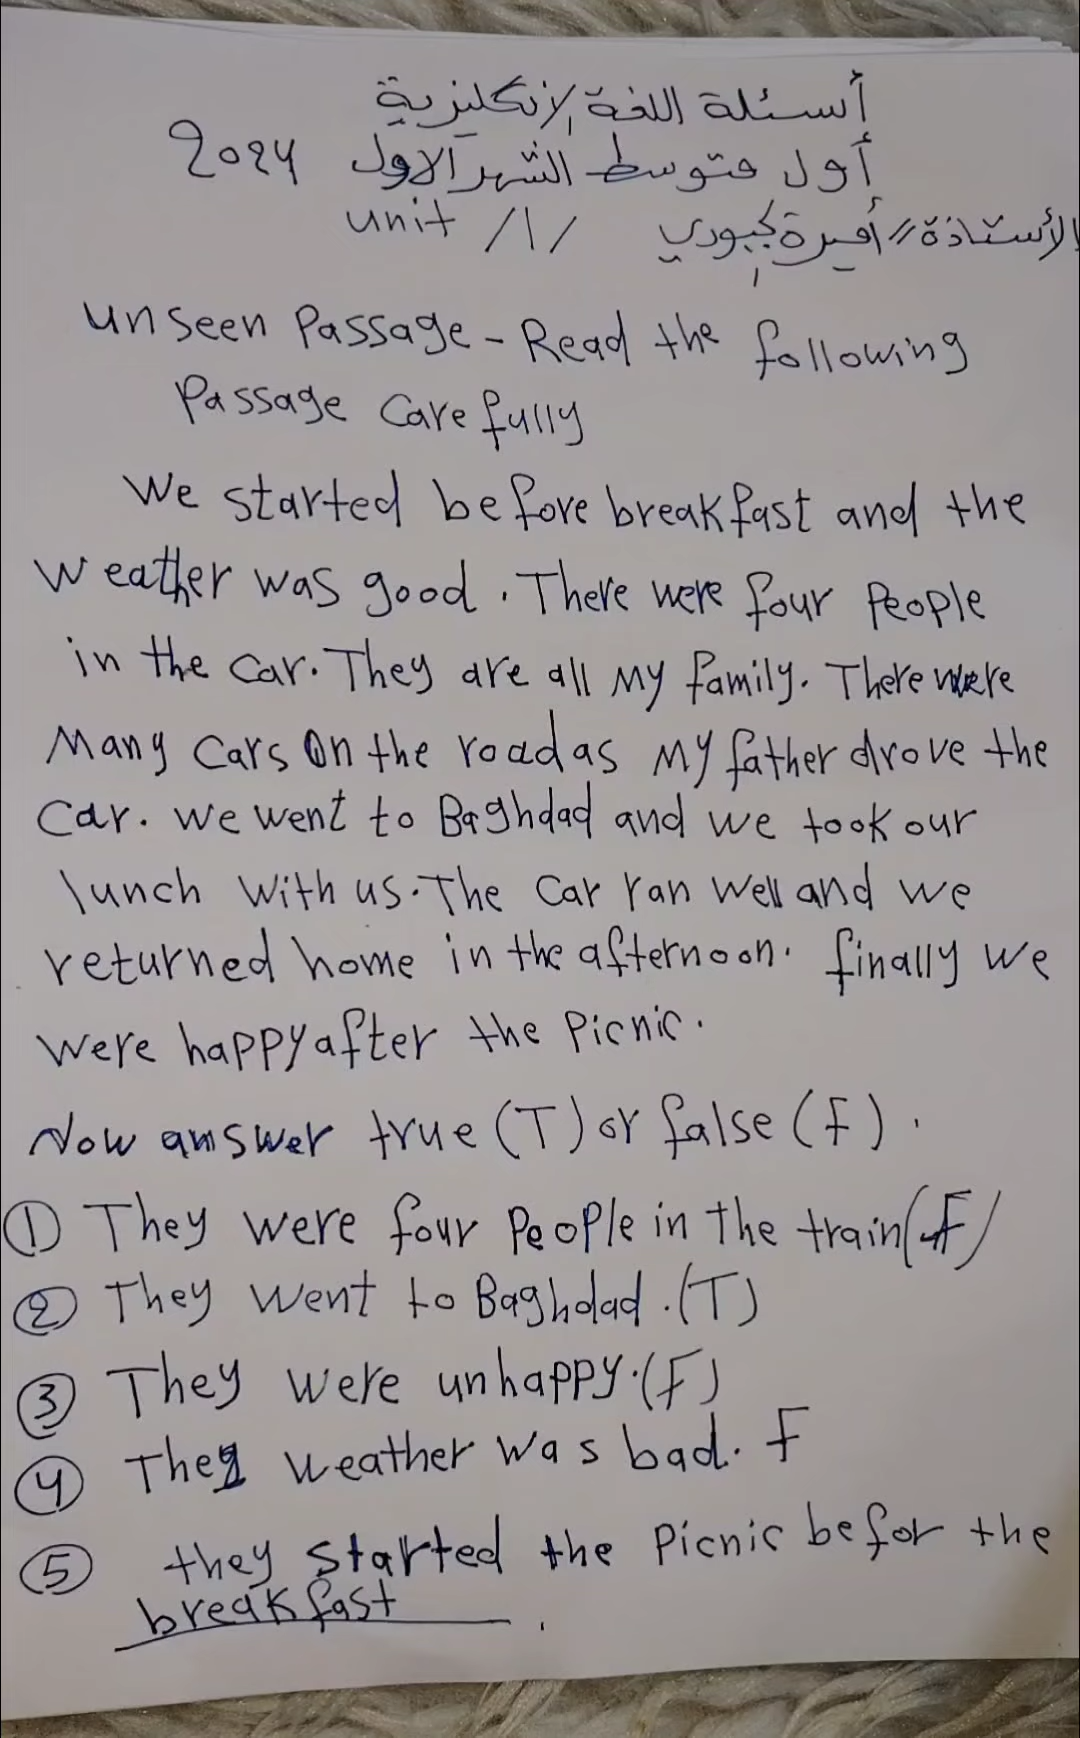 أسئلة اللغة الإنكليزية
أول متوسط الشهر الاول 2024
الأستاذة // أميرة جبوري unit /1/
unseen Passage - Read the following
Passage Carefully
We started before breakfast and the
weather was good. There were four People
in the car. They are all My family. There were
Many Cars On the road as My father drove the
Car. We went to Baghdad and we took our
lunch With us. The Car ran Well and we
returned home in the afternoon. finally we
were happy after the Picnic.
Now answer true (T) or false (F).
① They were four People in the train (F)
② They went to Baghdad. (T)
③ They were unhappy. (F)
④ They weather was bad. F
⑤ they started the Picnic befor the
breakfast .